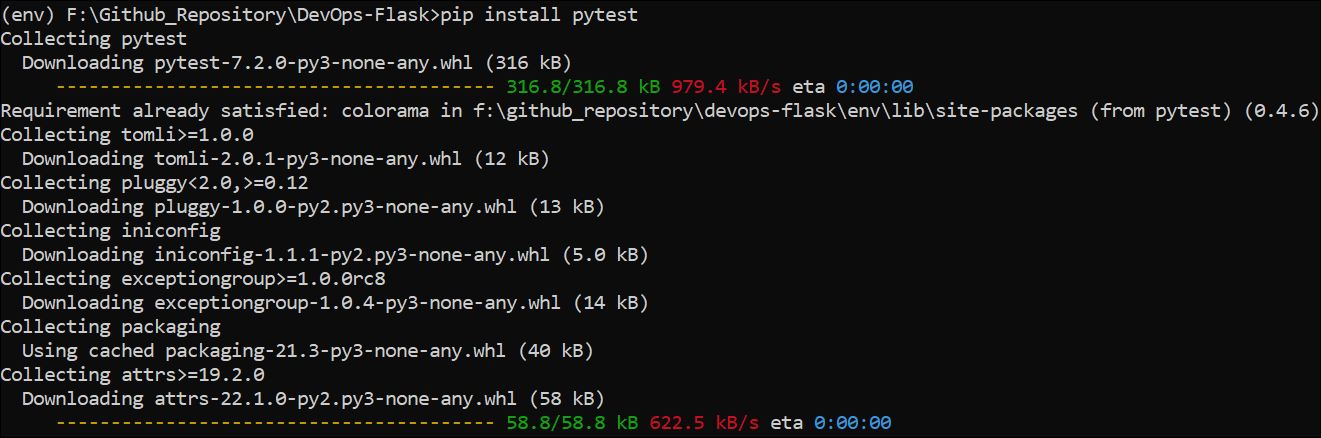 (env) F:\Github_Repository\DevOps-Flask>pip install pytest
Collecting pytest
  Downloading pytest-7.2.0-py3-none-any.whl (316 kB)
     ---------------------------------------- 316.8/316.8 kB 979.4 kB/s eta 0:00:00
Requirement already satisfied: colorama in f:\github_repository\devops-flask\env\lib\site-packages (from pytest) (0.4.6)
Collecting tomli>=1.0.0
  Downloading tomli-2.0.1-py3-none-any.whl (12 kB)
Collecting pluggy<2.0,>=0.12
  Downloading pluggy-1.0.0-py2.py3-none-any.whl (13 kB)
Collecting iniconfig
  Downloading iniconfig-1.1.1-py2.py3-none-any.whl (5.0 kB)
Collecting exceptiongroup>=1.0.0rc8
  Downloading exceptiongroup-1.0.4-py3-none-any.whl (14 kB)
Collecting packaging
  Using cached packaging-21.3-py3-none-any.whl (40 kB)
Collecting attrs>=19.2.0
  Downloading attrs-22.1.0-py2.py3-none-any.whl (58 kB)
     ---------------------------------------- 58.8/58.8 kB 622.5 kB/s eta 0:00:00